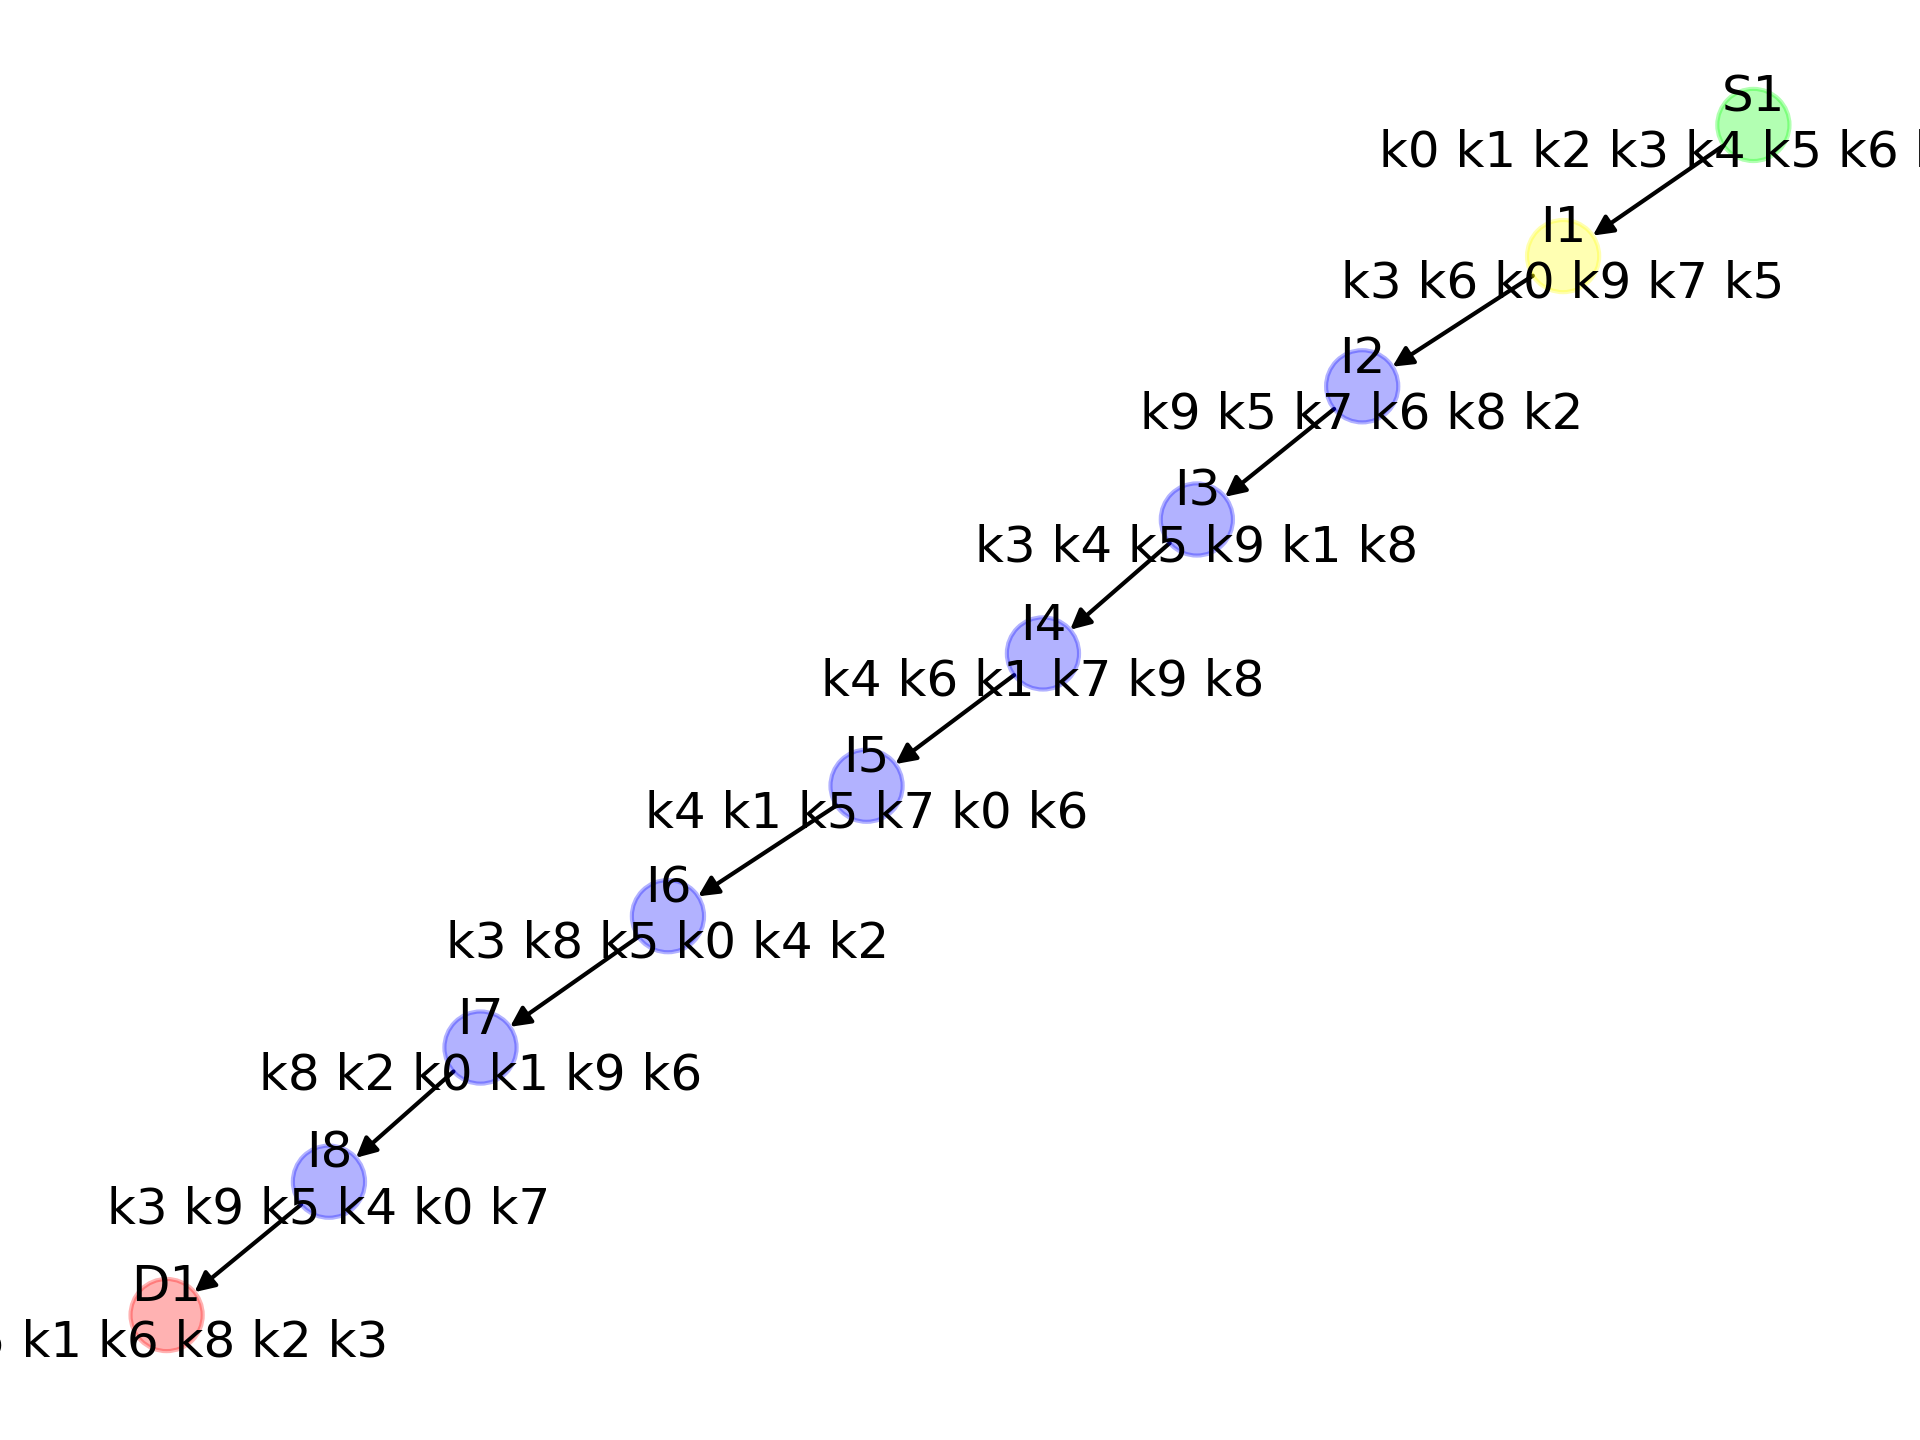 S1
k0 k1 k2 k3 k4 k5 k6
I1
k3 k6 k0 k9 k7 k5
I2
k9 k5 k7 k6 k8 k2
I3
k3 k4 k5 k9 k1 k8
I4
k4 k6 k1 k7 k9 k8
I5
k4 k1 k5 k7 k0 k6
I6
k3 k8 k5 k0 k4 k2
I7
k8 k2 k0 k1 k9 k6
I8
k3 k9 k5 k4 k0 k7
D1
k1 k6 k8 k2 k3